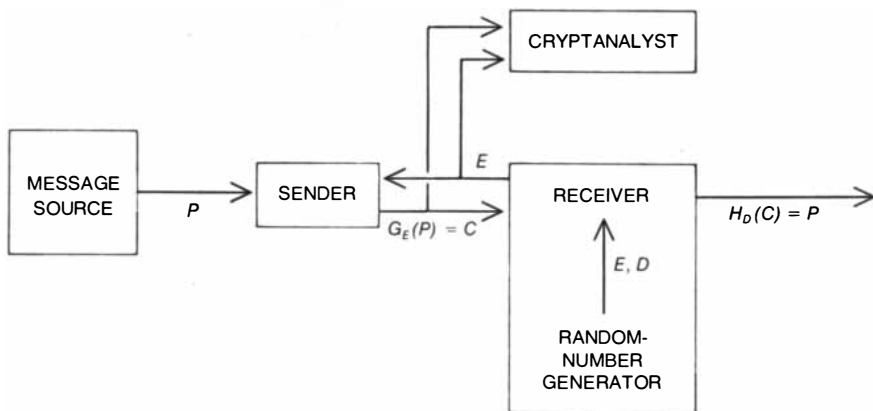 CRYPTANALYST
MESSAGE
SOURCE
P
SENDER
E
G_E(P) = C
RECEIVER
E, D
RANDOM-
NUMBER
GENERATOR
H_D(C) = P